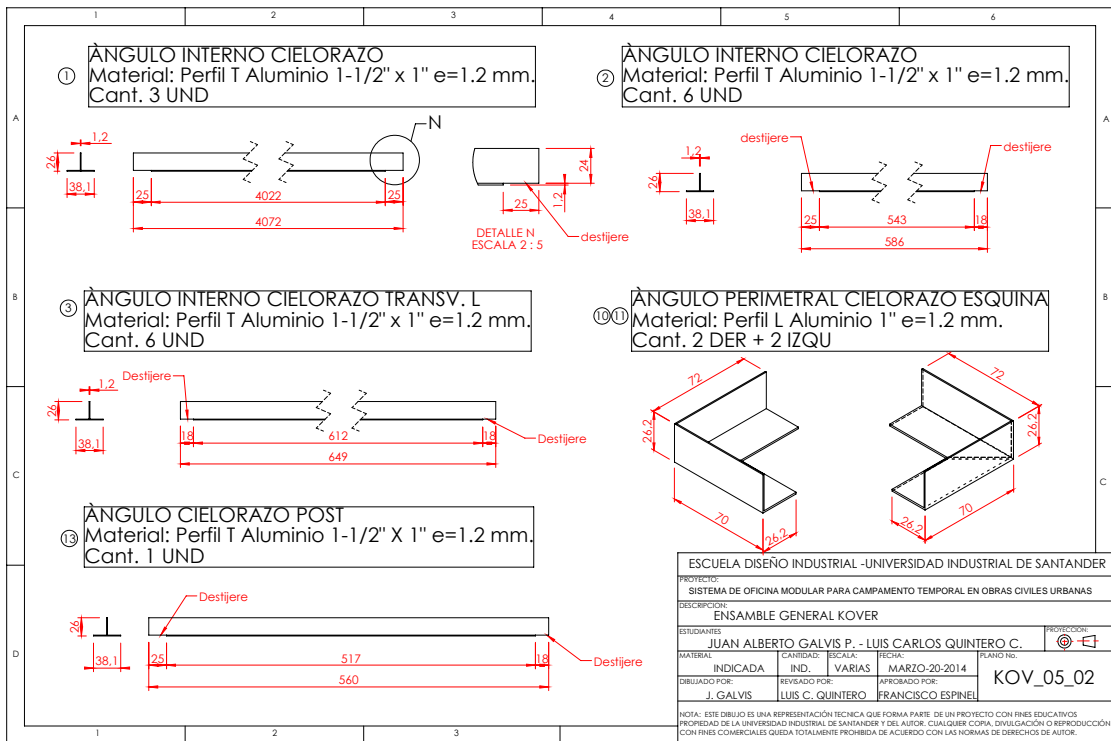 1 2 3 4 5 6
A
B
C
D
A
B
C
1 2 3
1
ÀNGULO INTERNO CIELORAZO
Material: Perfil T Aluminio 1-1/2" x 1" e=1.2 mm.
Cant. 3 UND
1,2
26
38,1
25 4022 25
4072
N
24
25
1,2
DETALLE N
ESCALA 2 : 5
destijere
2
ÀNGULO INTERNO CIELORAZO
Material: Perfil T Aluminio 1-1/2" x 1" e=1.2 mm.
Cant. 6 UND
destijere
destijere
1,2
26
38,1
25 543 18
586
3
ÀNGULO INTERNO CIELORAZO TRANSV. L
Material: Perfil T Aluminio 1-1/2" x 1" e=1.2 mm.
Cant. 6 UND
1,2
26
38,1
Destijere
Destijere
18 612 18
649
10 11
ÀNGULO PERIMETRAL CIELORAZO ESQUINA
Material: Perfil L Aluminio 1" e=1.2 mm.
Cant. 2 DER + 2 IZQU
72
26,2
70
26,2
72
26,2
26,2
70
13
ÀNGULO CIELORAZO POST
Material: Perfil T Aluminio 1-1/2" X 1" e=1.2 mm.
Cant. 1 UND
26
38,1
Destijere
Destijere
25 517 18
560
ESCUELA DISEÑO INDUSTRIAL -UNIVERSIDAD INDUSTRIAL DE SANTANDER
PROYECTO:
SISTEMA DE OFICINA MODULAR PARA CAMPAMENTO TEMPORAL EN OBRAS CIVILES URBANAS
DESCRIPCION:
ENSAMBLE GENERAL KOVER
ESTUDIANTES
JUAN ALBERTO GALVIS P. - LUIS CARLOS QUINTERO C.
PROYECCION:
MATERIAL CANTIDAD: ESCALA: FECHA: PLANO No.
INDICADA IND. VARIAS MARZO-20-2014
KOV_05_02
DIBUJADO POR: REVISADO POR: APROBADO POR:
J. GALVIS LUIS C. QUINTERO FRANCISCO ESPINEL
NOTA: ESTE DIBUJO ES UNA REPRESENTACIÓN TECNICA QUE FORMA PARTE DE UN PROYECTO CON FINES EDUCATIVOS
PROPIEDAD DE LA UNIVERSIDAD INDUSTRIAL DE SANTANDER Y DEL AUTOR. CUALQUIER COPIA, DIVULGACIÓN O REPRODUCCIÓN
CON FINES COMERCIALES QUEDA TOTALMENTE PROHIBIDA DE ACUERDO CON LAS NORMAS DE DERECHOS DE AUTOR.